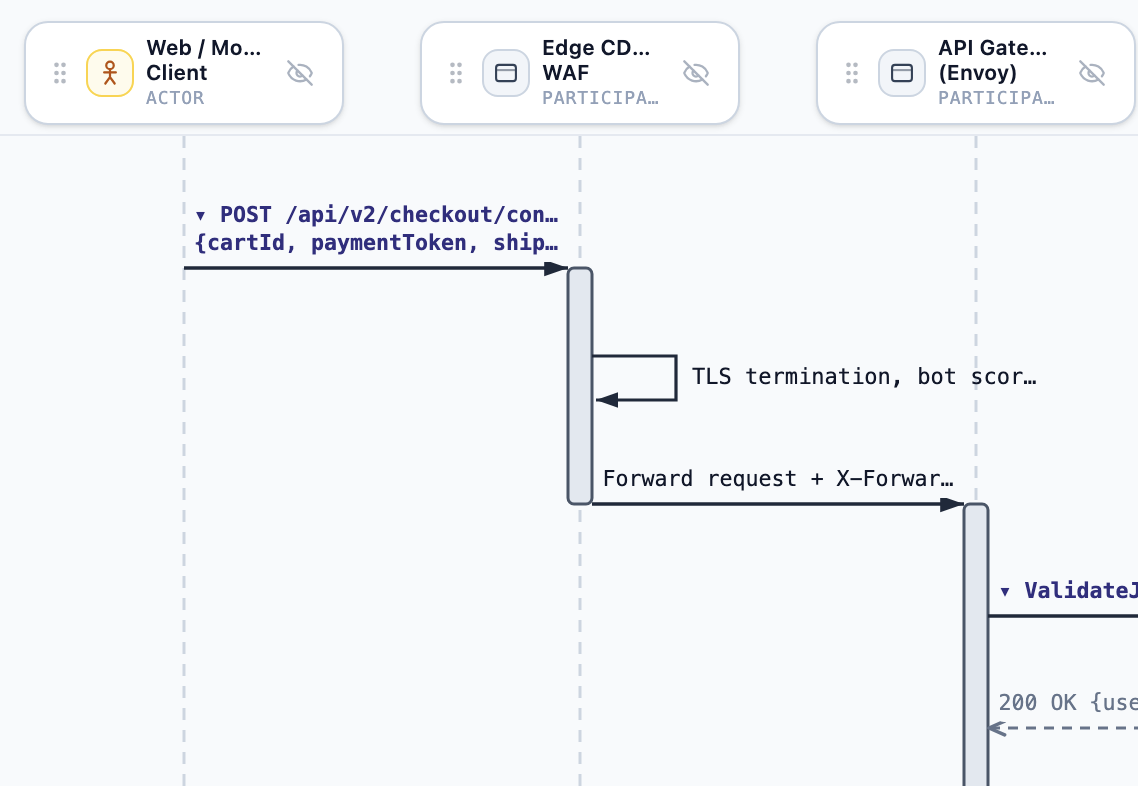 Web / Mo…
Client
ACTOR
Edge CD…
WAF
PARTICIPA…
API Gate…
(Envoy)
PARTICIPA…
▾ POST /api/v2/checkout/con…
{cartId, paymentToken, ship…
TLS termination, bot scor…
Forward request + X-Forwar…
▾ ValidateJ
200 OK {use